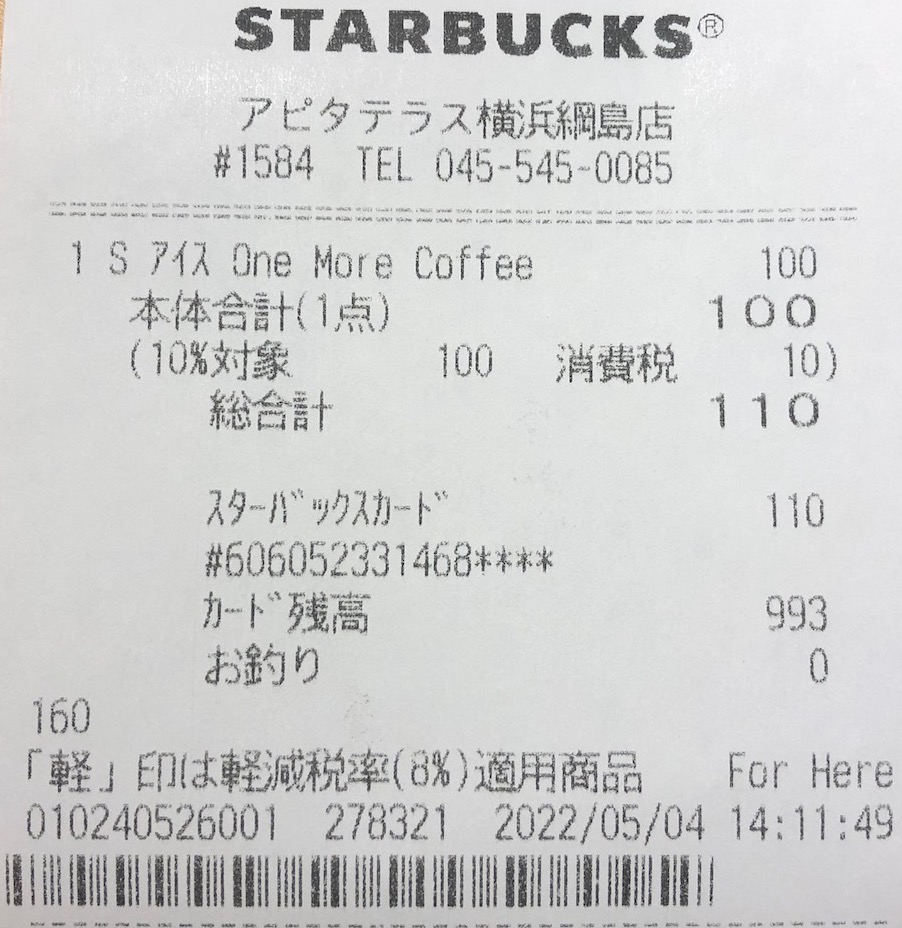 STARBUCKS®
アピタテラス横浜綱島店
#1584 TEL 045-545-0085
1 S ｱｲｽ One More Coffee 100
本体合計(1点) 100
(10%対象 100 消費税 10)
総合計 110
ｽﾀｰﾊﾞｯｸｽｶｰﾄﾞ 110
#606052331468****
ｶｰﾄﾞ残高 993
お釣り 0
160
「軽」印は軽減税率(8%)適用商品 For Here
010240526001 278321 2022/05/04 14:11:49